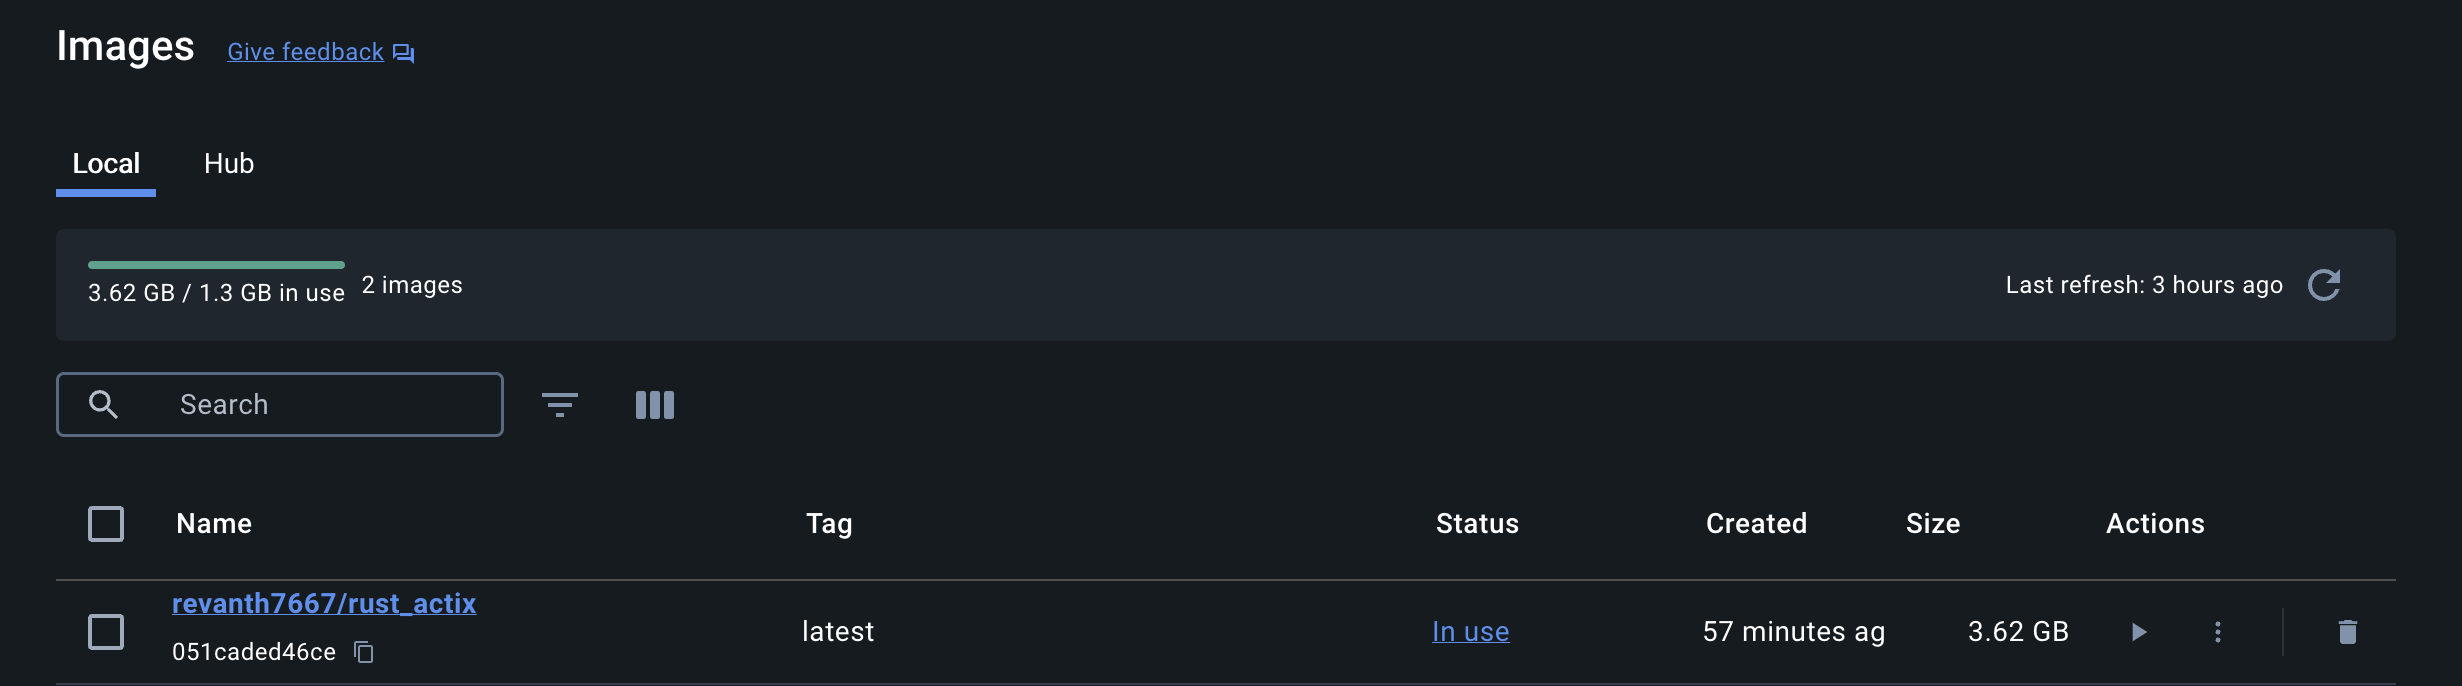 Images Give feedback
Local Hub
3.62 GB / 1.3 GB in use 2 images Last refresh: 3 hours ago
Search
Name Tag Status Created Size Actions
revanth7667/rust_actix
051caded46ce latest In use 57 minutes ag 3.62 GB